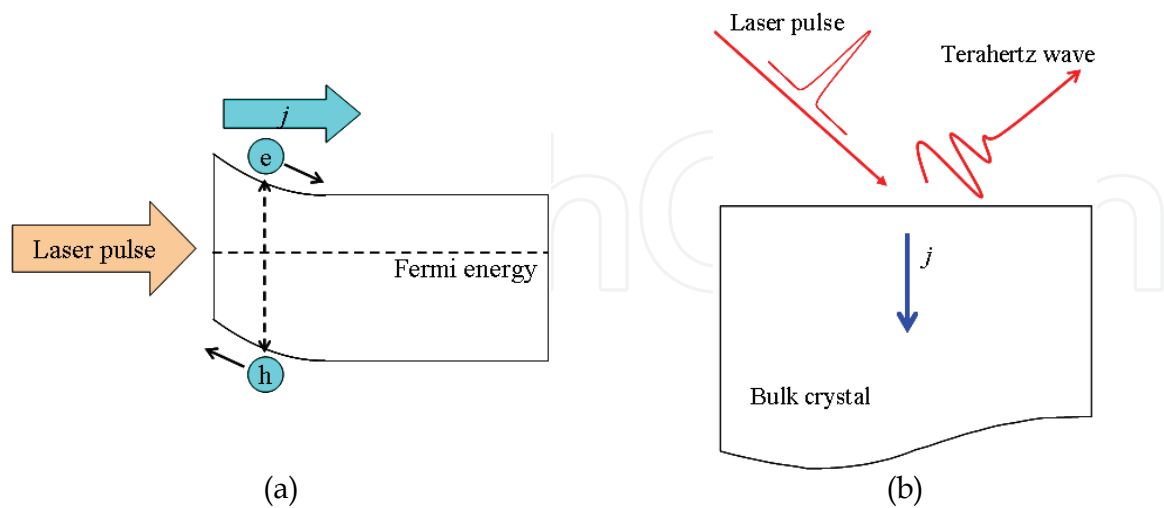 j
e
Laser pulse
Fermi energy
h
(a)
Laser pulse
Terahertz wave
j
Bulk crystal
(b)